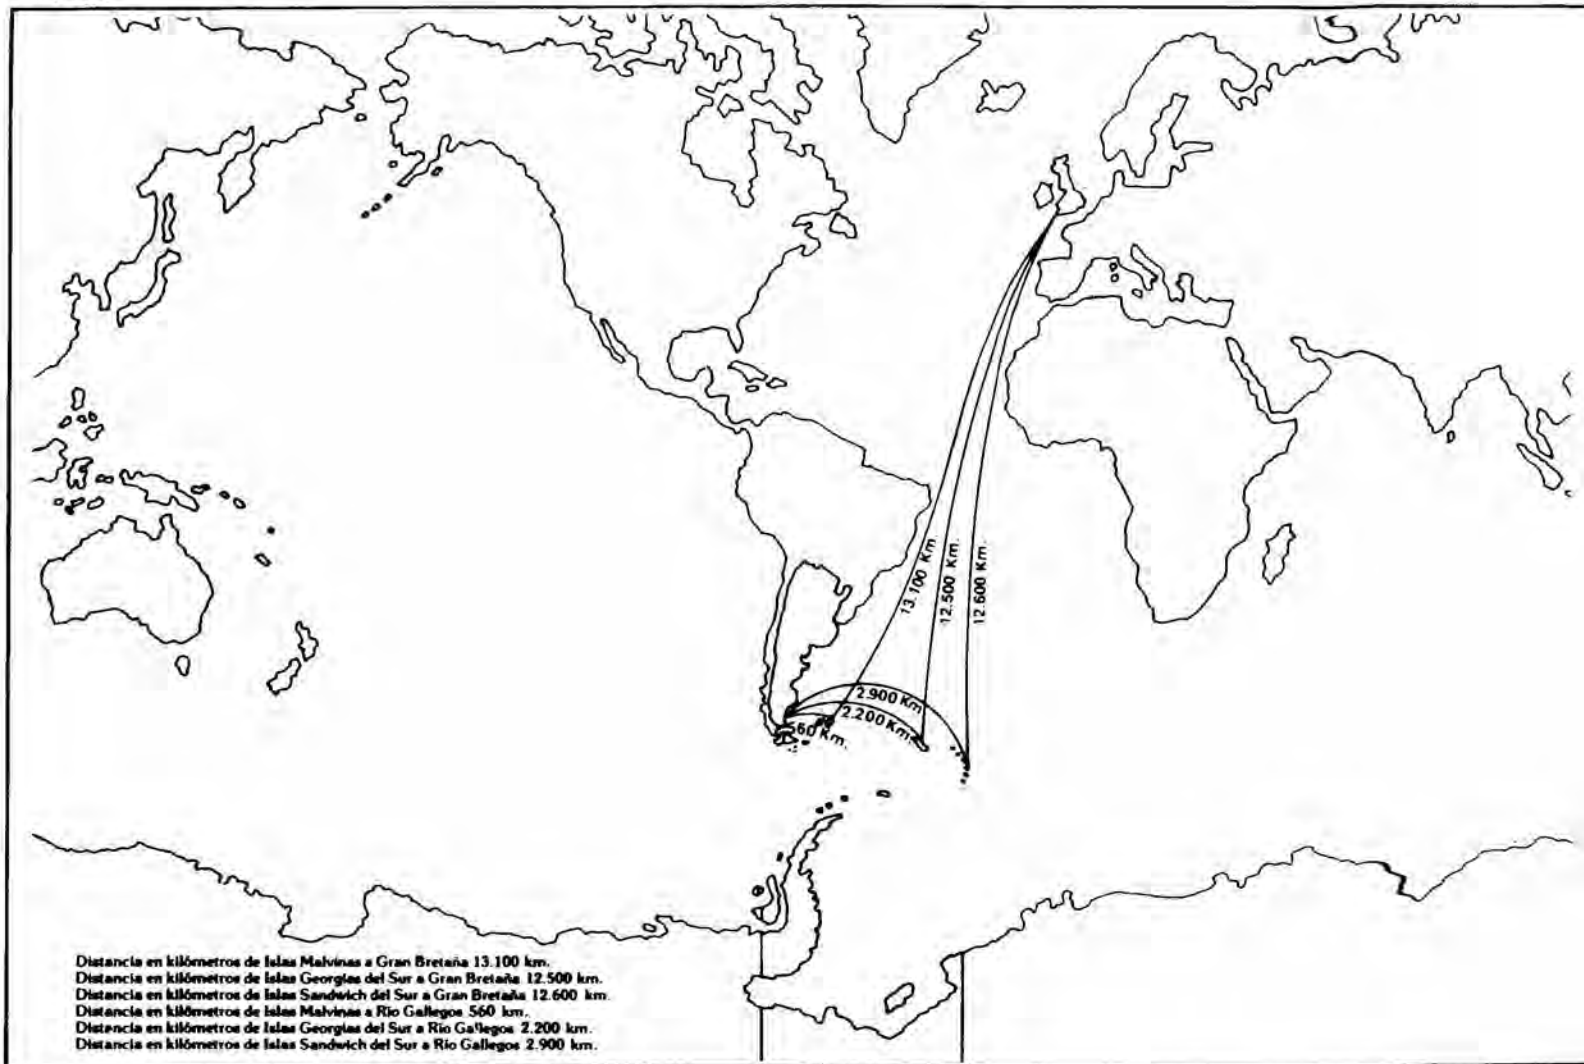 13.100 Km.
12.500 Km.
12.600 Km.
2.900 Km
2.200 Km.
560 Km.
Distancia en kilómetros de Islas Malvinas a Gran Bretaña 13.100 km.
Distancia en kilómetros de Islas Georgias del Sur a Gran Bretaña 12.500 km.
Distancia en kilómetros de Islas Sandwich del Sur a Gran Bretaña 12.600 km.
Distancia en kilómetros de Islas Malvinas a Río Gallegos 560 km.
Distancia en kilómetros de Islas Georgias del Sur a Río Gallegos 2.200 km.
Distancia en kilómetros de Islas Sandwich del Sur a Río Gallegos 2.900 km.